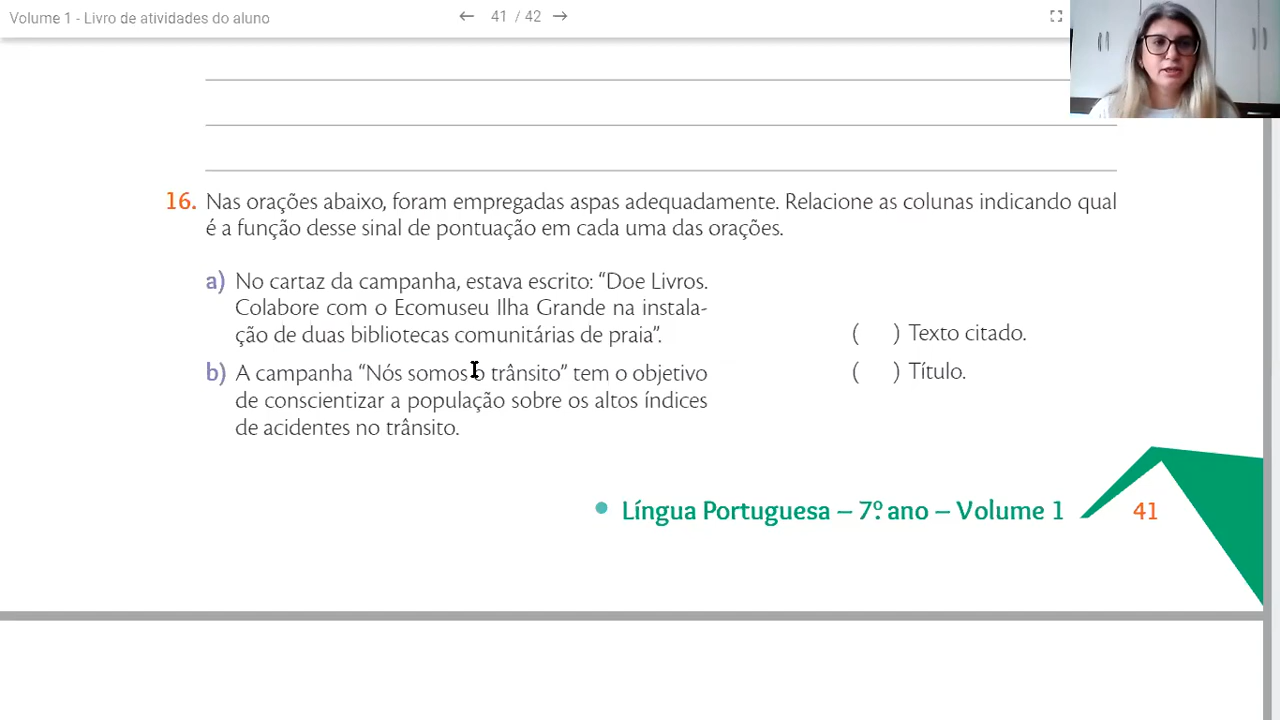 Volume 1 - Livro de atividades do aluno
41 / 42
16. Nas orações abaixo, foram empregadas aspas adequadamente. Relacione as colunas indicando qual
é a função desse sinal de pontuação em cada uma das orações.
a) No cartaz da campanha, estava escrito: “Doe Livros.
Colabore com o Ecomuseu Ilha Grande na instala-
ção de duas bibliotecas comunitárias de praia”.
b) A campanha “Nós somos o trânsito” tem o objetivo
de conscientizar a população sobre os altos índices
de acidentes no trânsito.
( ) Texto citado.
( ) Título.
Língua Portuguesa – 7º. ano – Volume 1
41